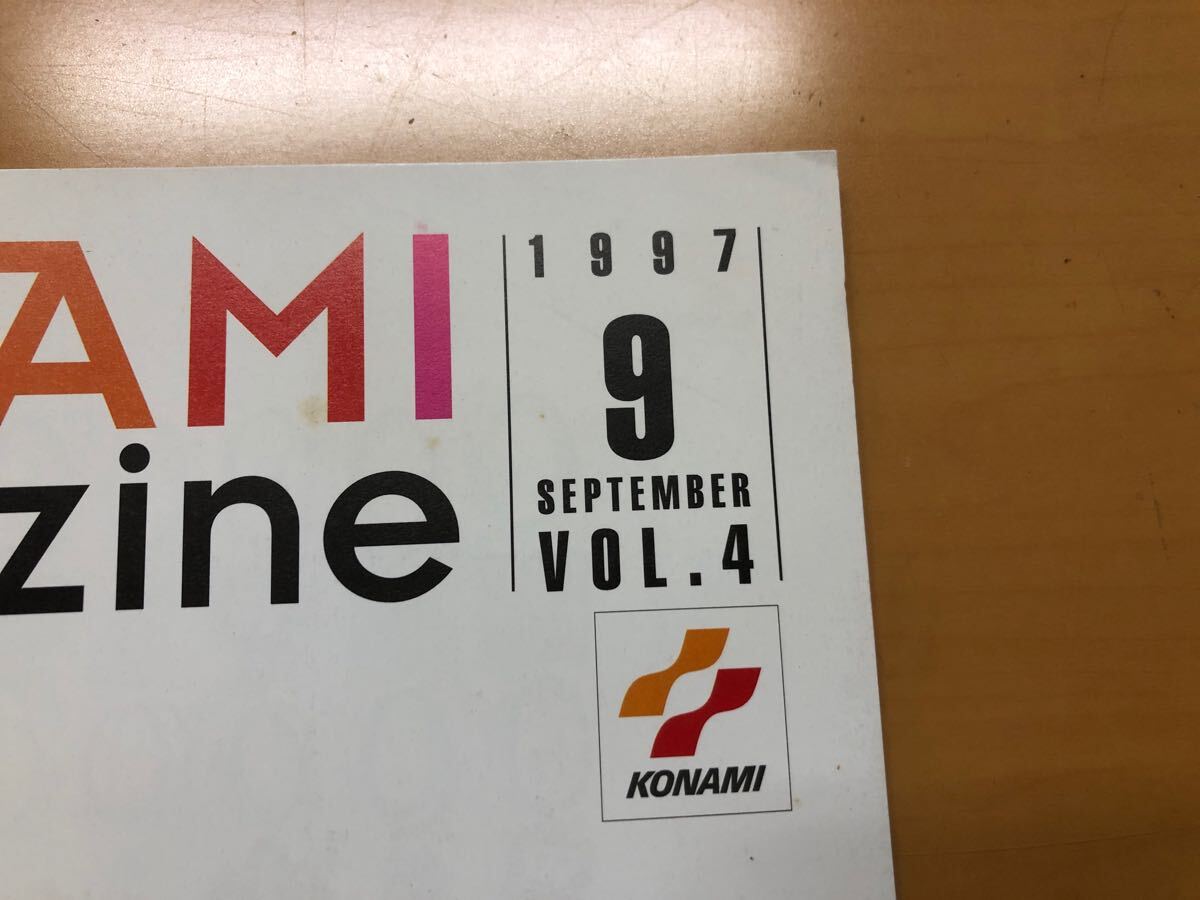 AMI
zine
1997
9
SEPTEMBER
VOL.4
KONAMI